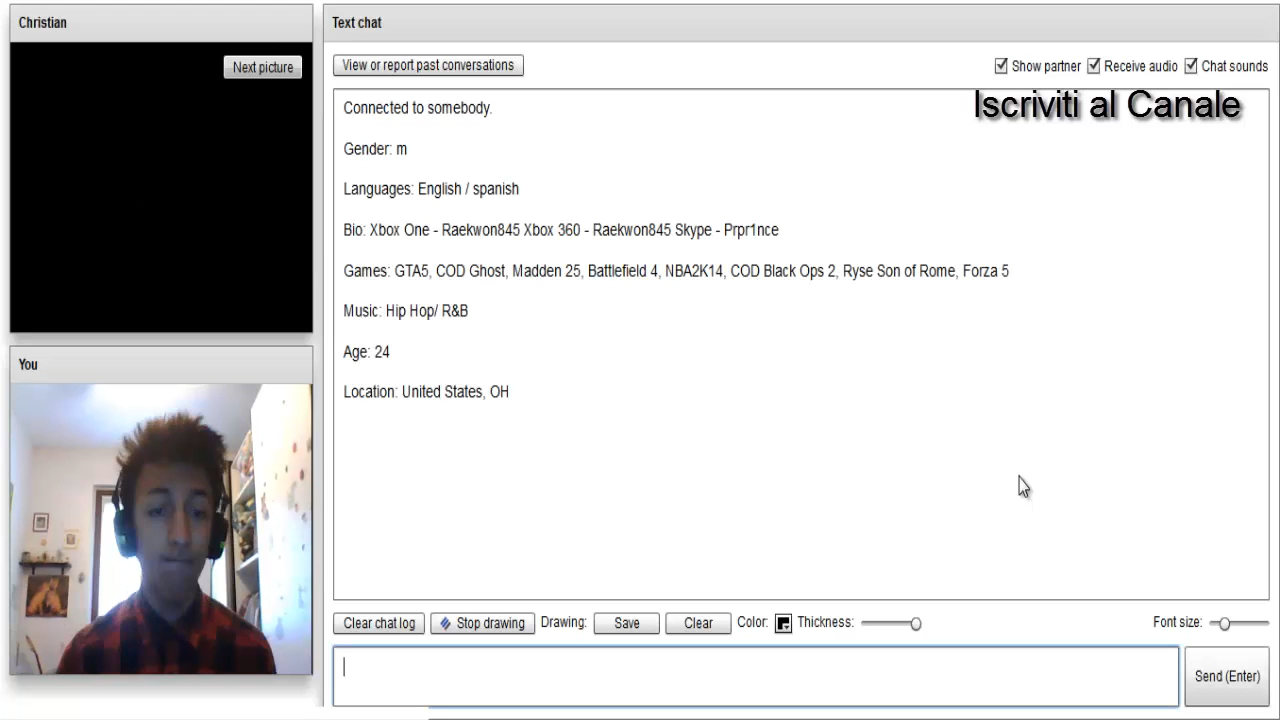 Christian
Next picture
You
Text chat
View or report past conversations
Show partner
Receive audio
Chat sounds
Iscriviti al Canale
Connected to somebody.
Gender: m
Languages: English / spanish
Bio: Xbox One - Raekwon845 Xbox 360 - Raekwon845 Skype - Prpr1nce
Games: GTA5, COD Ghost, Madden 25, Battlefield 4, NBA2K14, COD Black Ops 2, Ryse Son of Rome, Forza 5
Music: Hip Hop/ R&B
Age: 24
Location: United States, OH
Clear chat log
Stop drawing
Drawing:
Save
Clear
Color:
Thickness:
Font size:
Send (Enter)